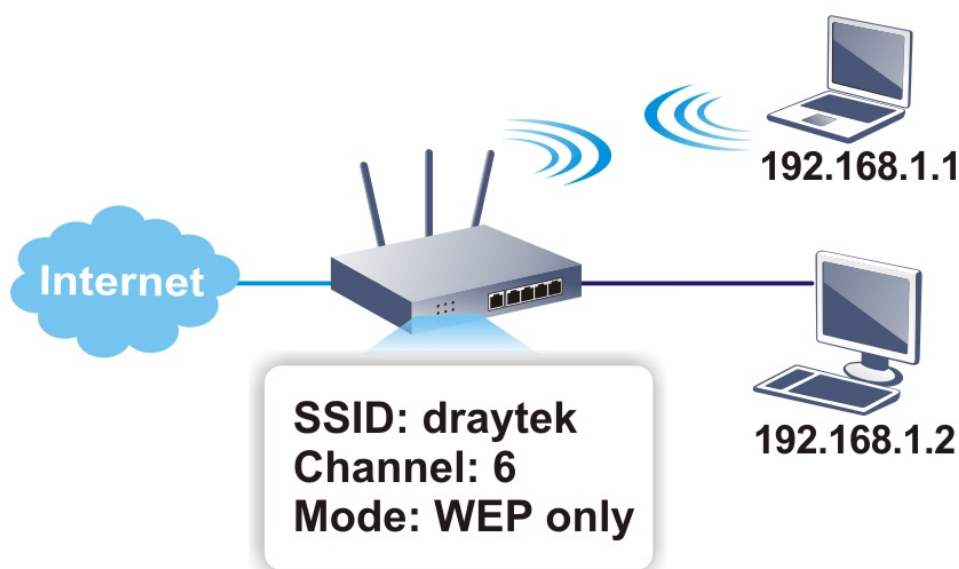 192.168.1.1
Internet
192.168.1.2
SSID: draytek
Channel: 6
Mode: WEP only